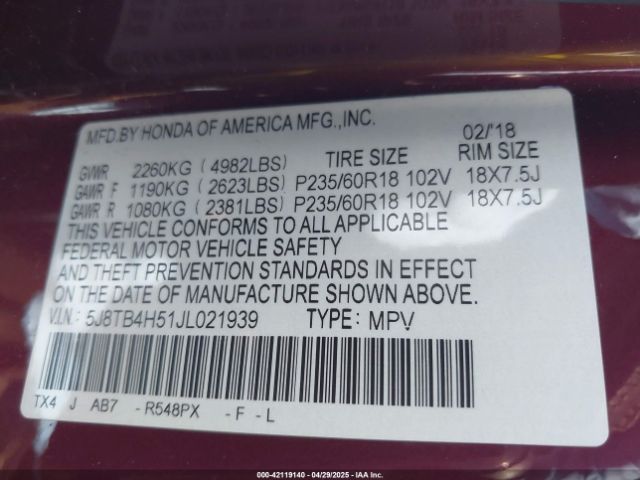 MFD.BY HONDA OF AMERICA MFG.,INC. 02/'18
GVWR 2260KG (4982LBS) TIRE SIZE RIM SIZE
GAWR F 1190KG (2623LBS) P235/60R18 102V 18X7.5J
GAWR R 1080KG (2381LBS) P235/60R18 102V 18X7.5J
THIS VEHICLE CONFORMS TO ALL APPLICABLE
FEDERAL MOTOR VEHICLE SAFETY
AND THEFT PREVENTION STANDARDS IN EFFECT
ON THE DATE OF MANUFACTURE SHOWN ABOVE.
V.I.N.: 5J8TB4H51JL021939 TYPE: MPV
TX4 J AB7 - R548PX - F - L
000-42119140 - 04/29/2025 - IAA Inc.